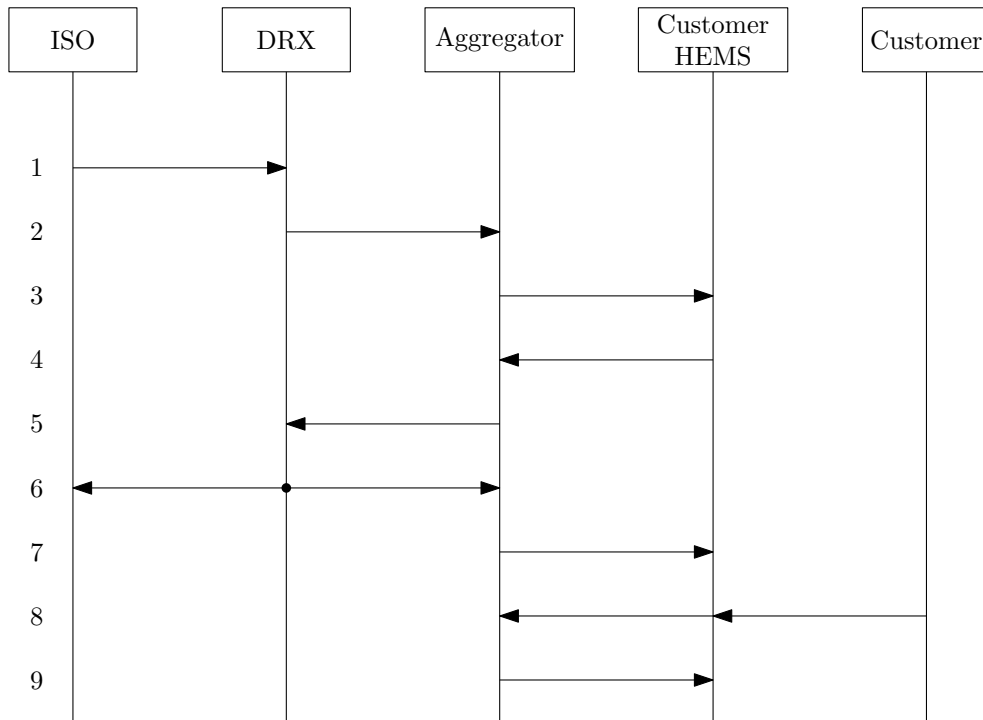 ISO
DRX
Aggregator
Customer
HEMS
Customer
1
2
3
4
5
6
7
8
9